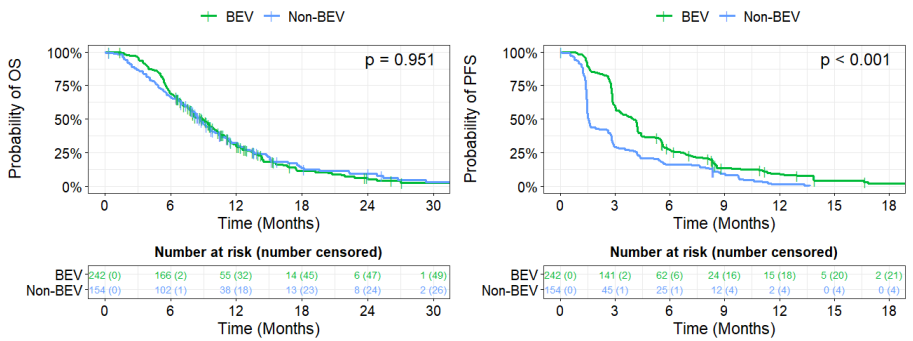 BEV Non-BEV
Probability of OS
100%
75%
50%
25%
0%
p = 0.951
0 6 12 18 24 30
Time (Months)
Number at risk (number censored)
BEV 242 (0) 166 (2) 55 (32) 14 (45) 6 (47) 1 (49)
Non-BEV 154 (0) 102 (1) 38 (18) 13 (23) 8 (24) 2 (26)
0 6 12 18 24 30
Time (Months)
BEV Non-BEV
Probability of PFS
100%
75%
50%
25%
0%
p < 0.001
0 3 6 9 12 15 18
Time (Months)
Number at risk (number censored)
BEV 242 (0) 141 (2) 62 (6) 24 (16) 15 (18) 5 (20) 2 (21)
Non-BEV 154 (0) 45 (1) 25 (1) 12 (4) 2 (4) 0 (4) 0 (4)
0 3 6 9 12 15 18
Time (Months)